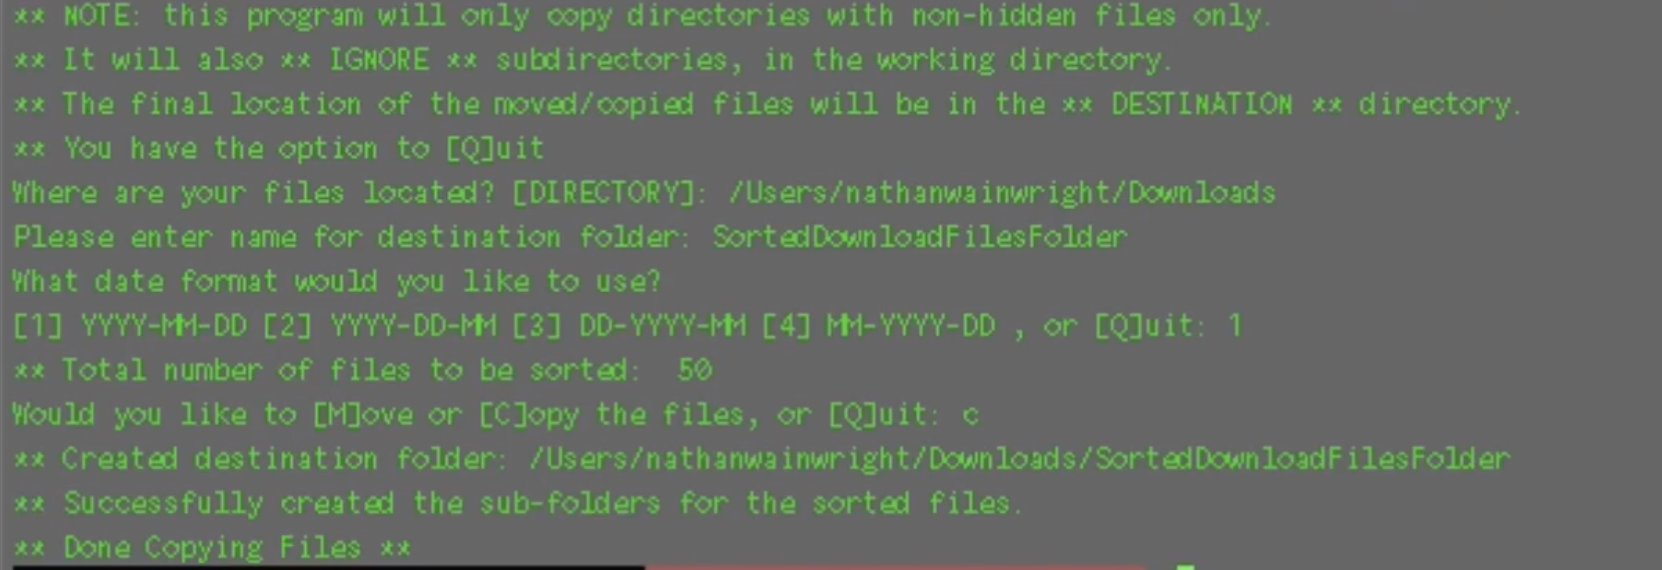 ** NOTE: this program will only copy directories with non-hidden files only.
** It will also ** IGNORE ** subdirectories, in the working directory.
** The final location of the moved/copied files will be in the ** DESTINATION ** directory.
** You have the option to [Q]uit
Where are your files located? [DIRECTORY]: /Users/nathanwainwright/Downloads
Please enter name for destination folder: SortedDownloadFilesFolder
What date format would you like to use?
[1] YYYY-MM-DD [2] YYYY-DD-MM [3] DD-YYYY-MM [4] MM-YYYY-DD , or [Q]uit: 1
** Total number of files to be sorted:  50
Would you like to [M]ove or [C]opy the files, or [Q]uit: c
** Created destination folder: /Users/nathanwainwright/Downloads/SortedDownloadFilesFolder
** Successfully created the sub-folders for the sorted files.
** Done Copying Files **